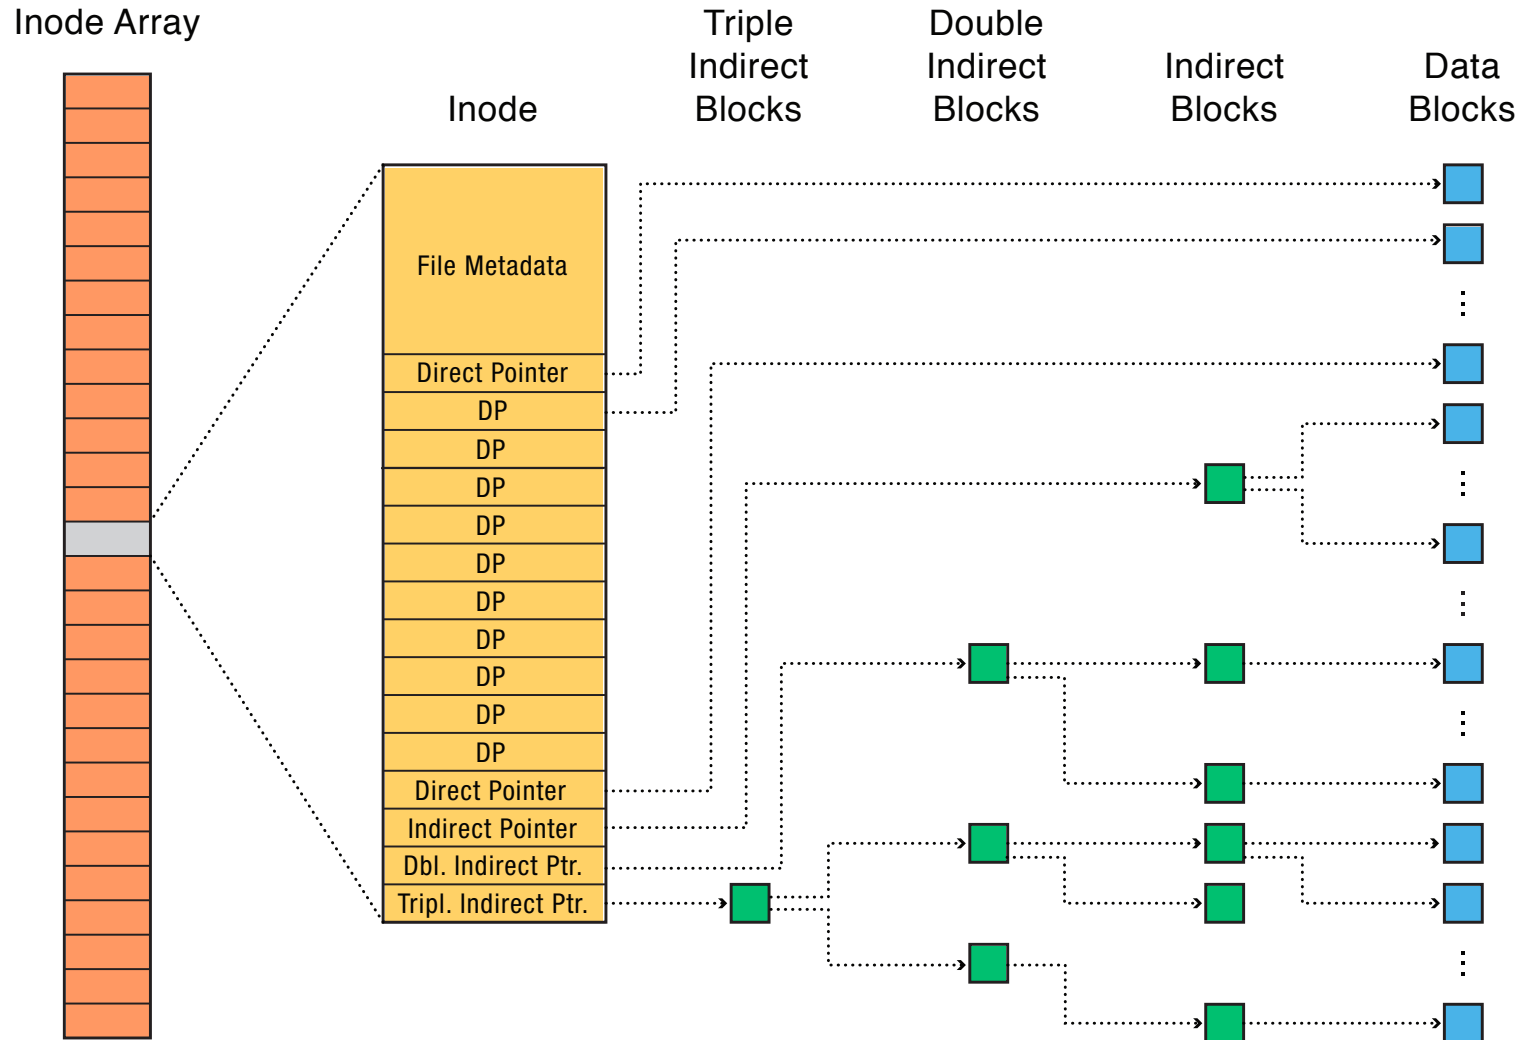 Inode Array
Inode
Triple
Indirect
Blocks
Double
Indirect
Blocks
Indirect
Blocks
Data
Blocks
File Metadata
Direct Pointer
DP
DP
DP
DP
DP
DP
DP
DP
DP
DP
Direct Pointer
Indirect Pointer
Dbl. Indirect Ptr.
Tripl. Indirect Ptr.